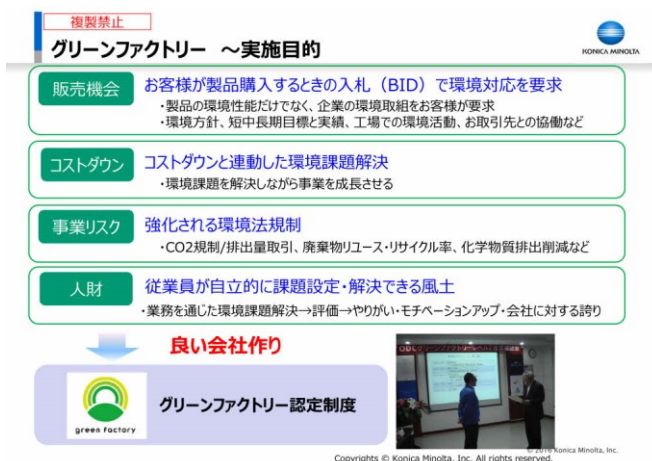 複製禁止
グリーンファクトリー ～実施目的
KONICA MINOLTA
販売機会
お客様が製品購入するときの入札（BID）で環境対応を要求
・製品の環境性能だけでなく、企業の環境取組をお客様が要求
・環境方針、短中長期目標と実績、工場での環境活動、お取引先との協働など
コストダウン
コストダウンと連動した環境課題解決
・環境課題を解決しながら事業を成長させる
事業リスク
強化される環境法規制
・CO2規制/排出量取引、廃棄物リユース・リサイクル率、化学物質排出削減など
人財
従業員が自立的に課題設定・解決できる風土
・業務を通じた環境課題解決→評価→やりがい・モチベーションアップ・会社に対する誇り
良い会社作り
green factory
グリーンファクトリー認定制度
© 2016 Konica Minolta, Inc.
Copyrights © Konica Minolta, Inc. All rights reserved.